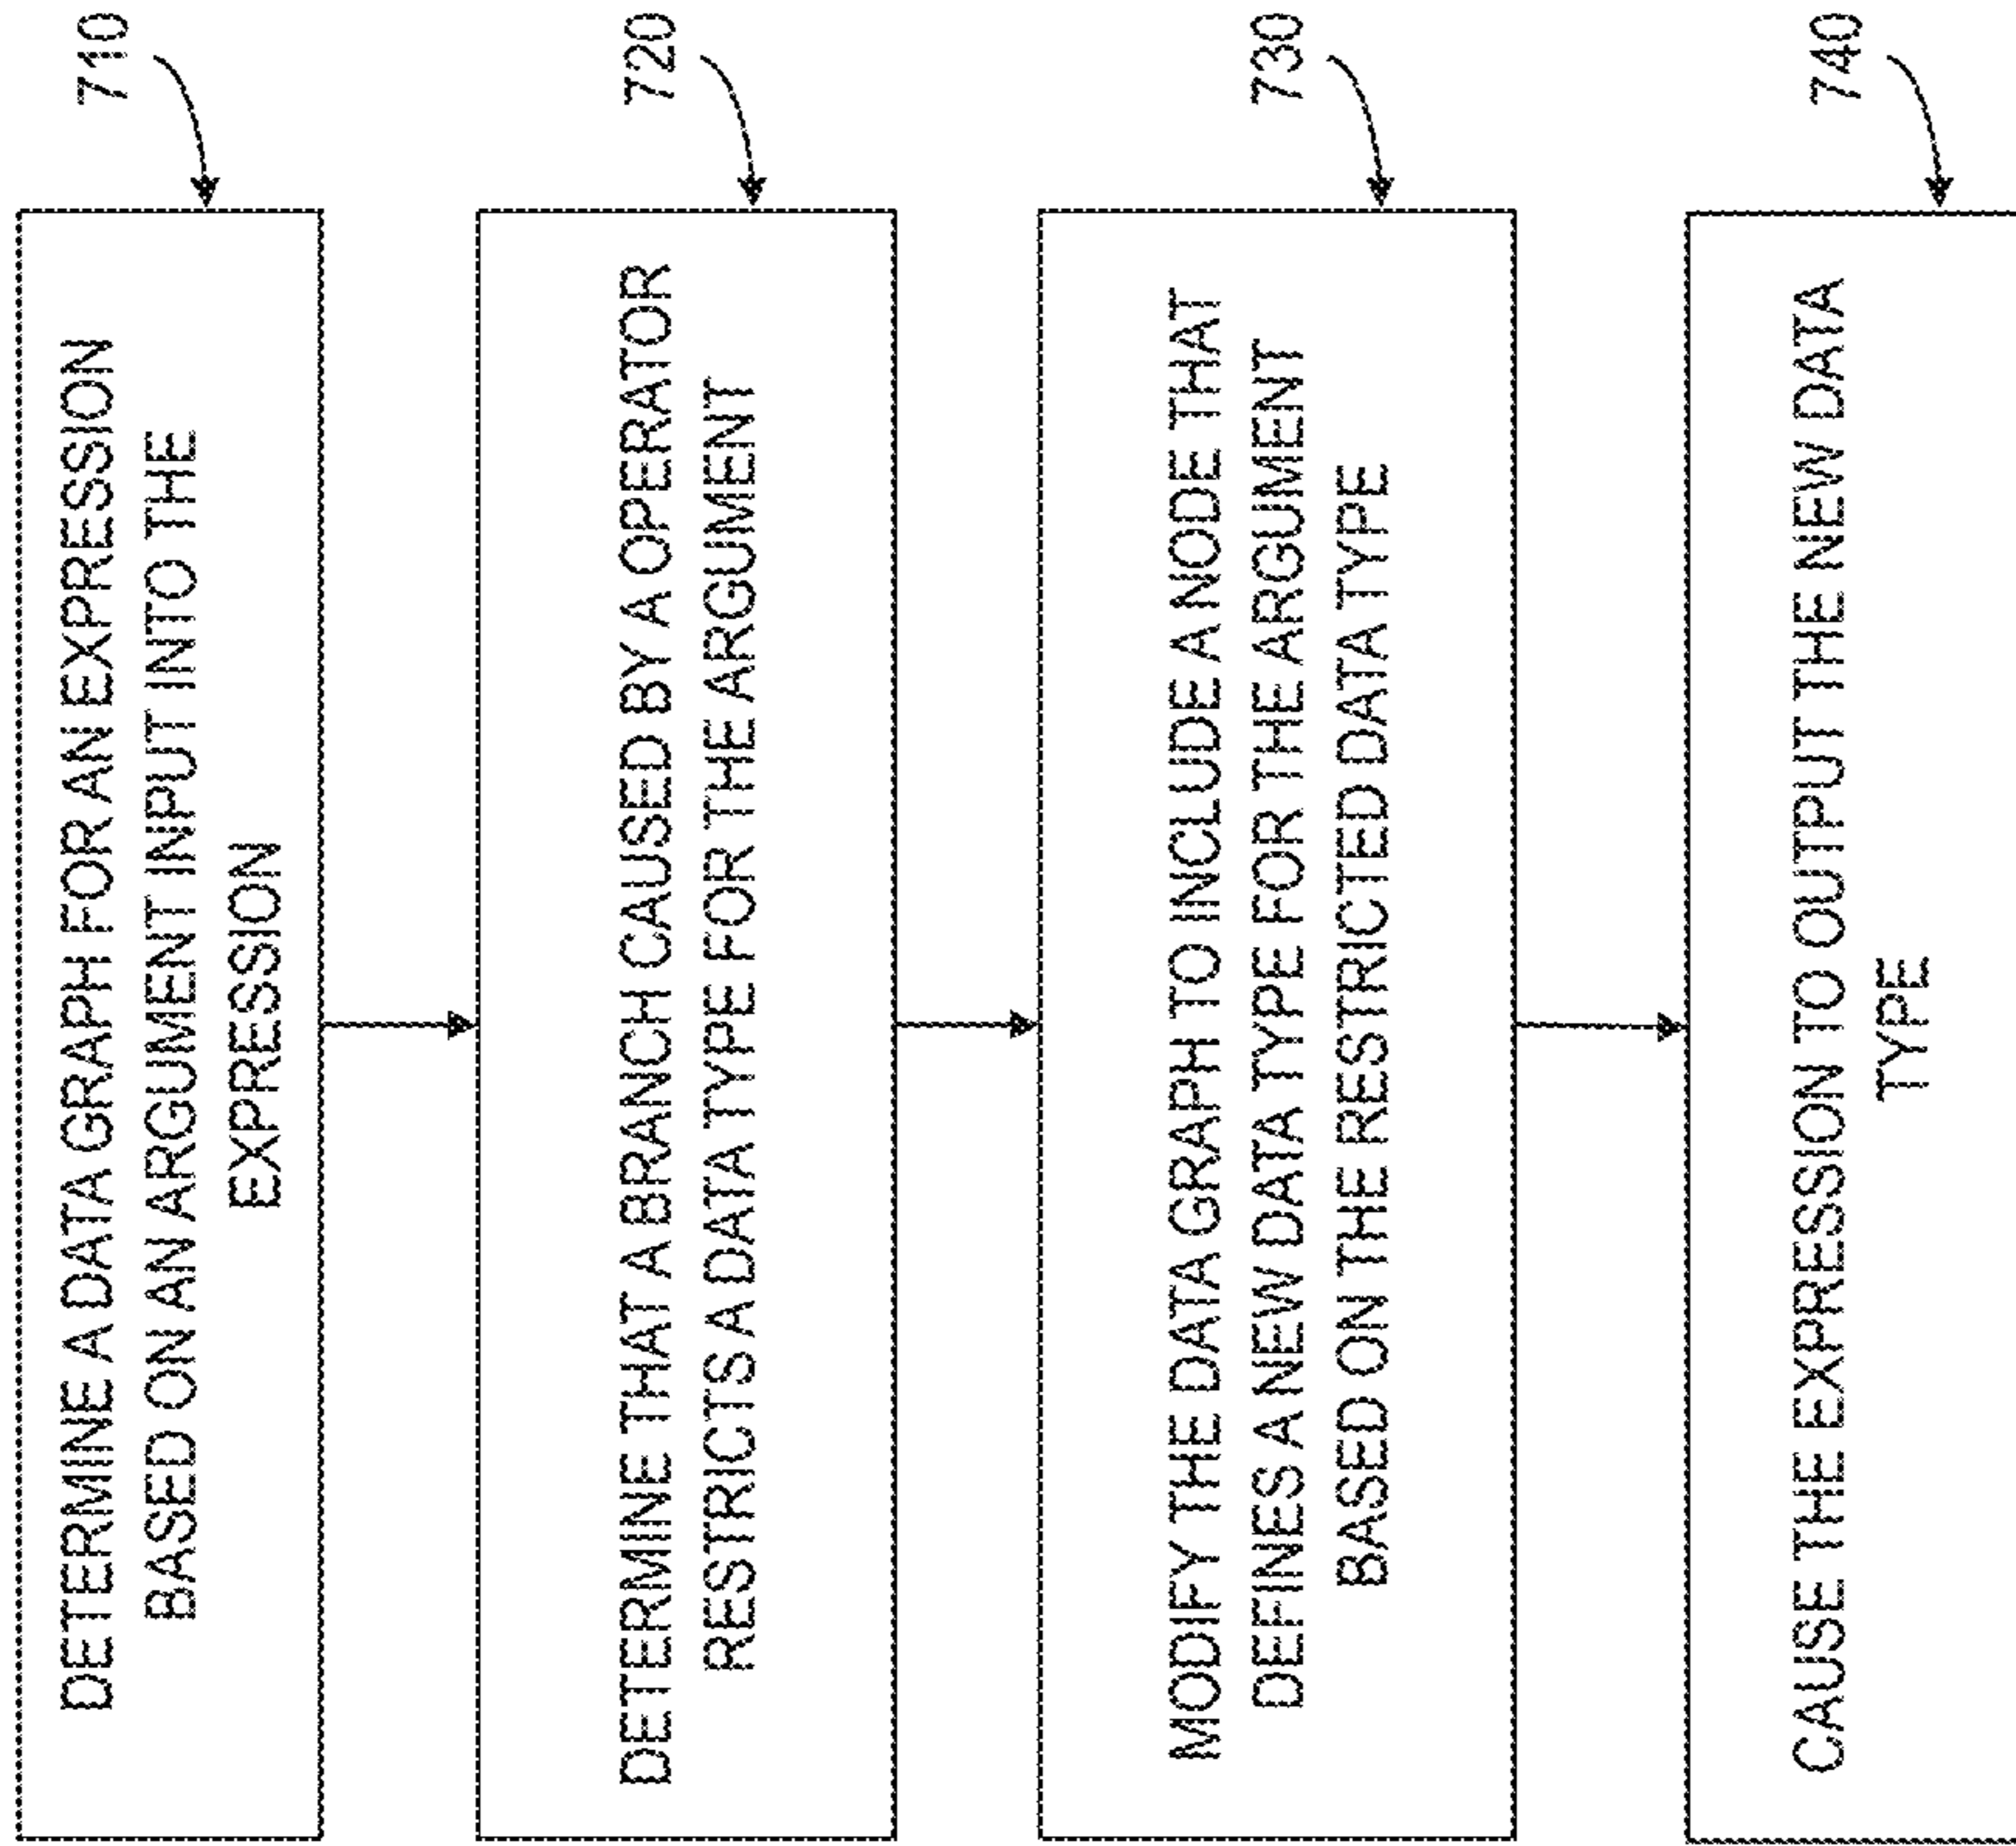 DETERMINE A DATA GRAPH FOR AN EXPRESSION
BASED ON AN ARGUMENT INPUT INTO THE
EXPRESSION
710
DETERMINE THAT A BRANCH CAUSED BY A OPERATOR
RESTRICTS A DATA TYPE FOR THE ARGUMENT
720
MODIFY THE DATA GRAPH TO INCLUDE A NODE THAT
DEFINES A NEW DATA TYPE FOR THE ARGUMENT
BASED ON THE RESTRICTED DATA TYPE
730
CAUSE THE EXPRESSION TO OUTPUT THE NEW DATA
TYPE
740